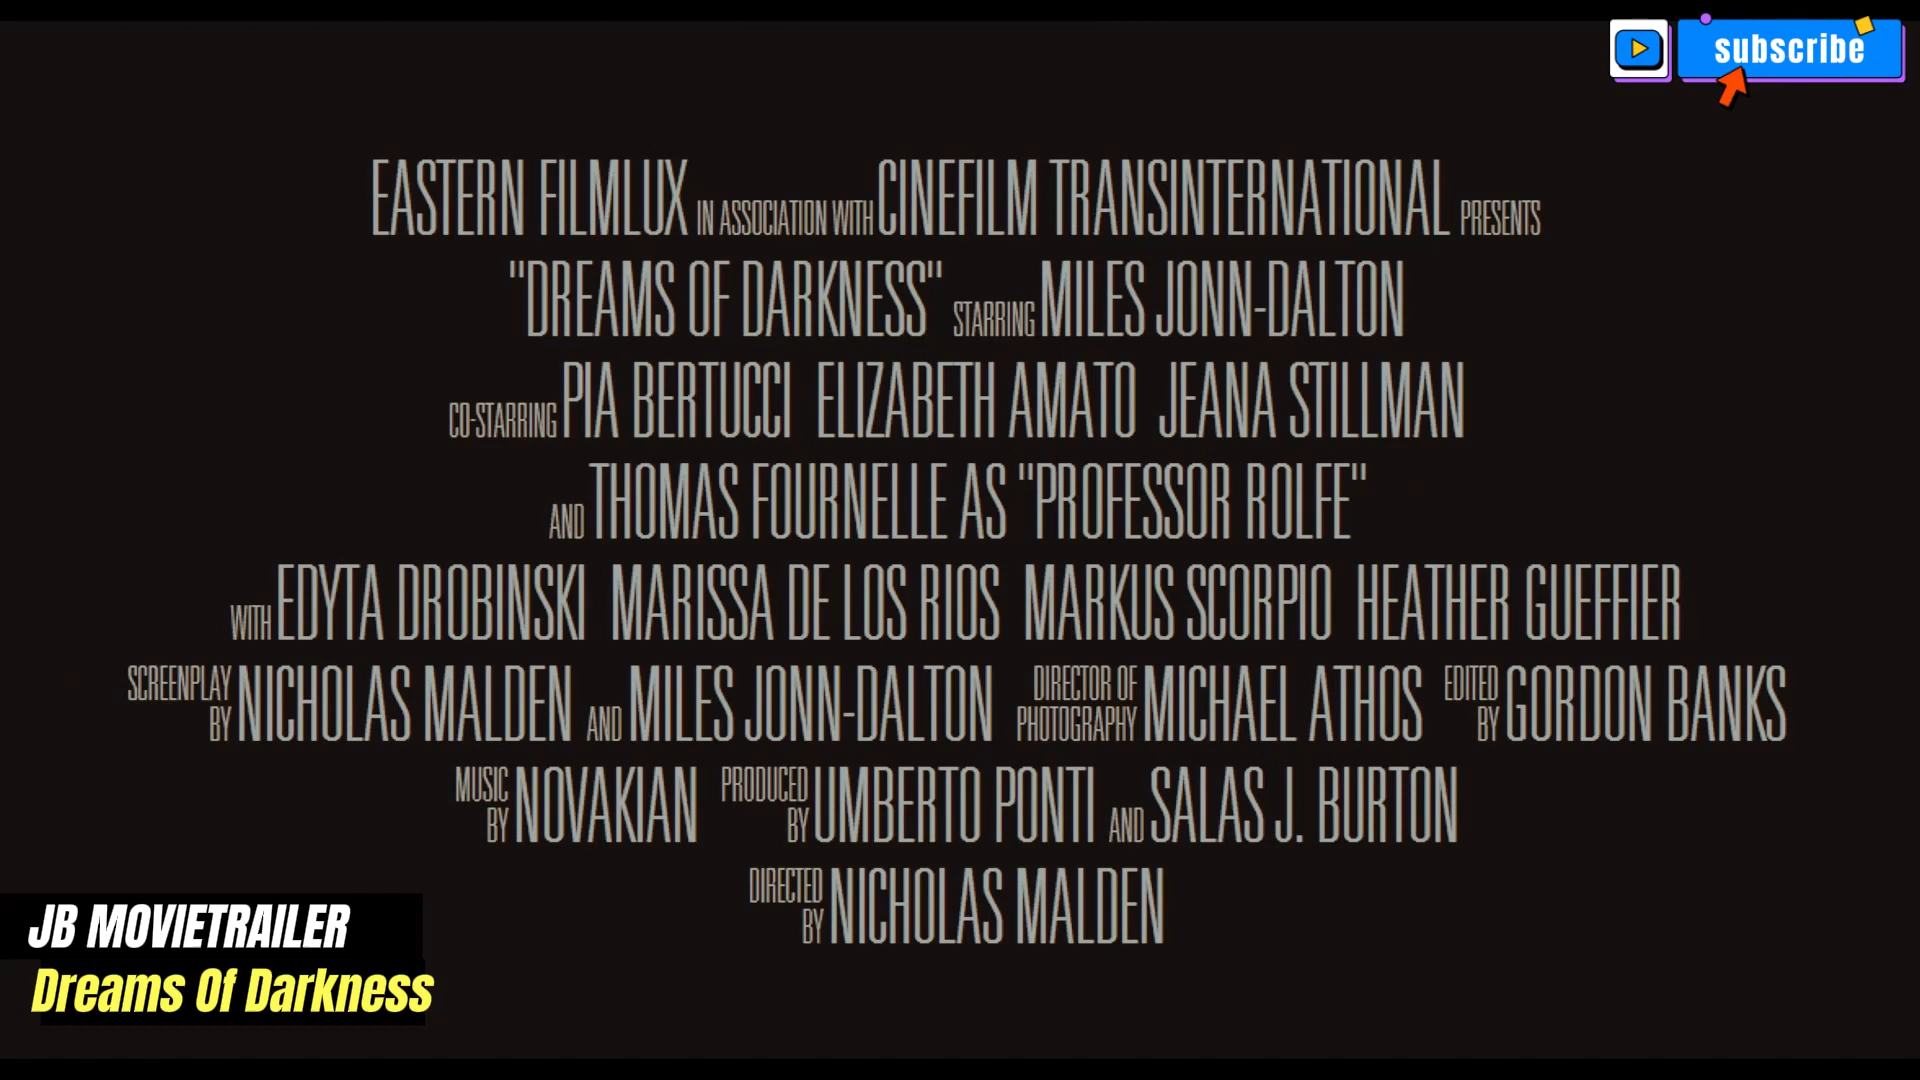 subscribe
EASTERN FILMLUX IN ASSOCIATION WITH CINEFILM TRANSINTERNATIONAL PRESENTS
"DREAMS OF DARKNESS" STARRING MILES JONN-DALTON
CO-STARRING PIA BERTUCCI ELIZABETH AMATO JEANA STILLMAN
AND THOMAS FOURNELLE AS "PROFESSOR ROLFE"
WITH EDYTA DROBINSKI MARISSA DE LOS RIOS MARKUS SCORPIO HEATHER GUEFFIER
SCREENPLAY BY NICHOLAS MALDEN AND MILES JONN-DALTON DIRECTOR OF PHOTOGRAPHY MICHAEL ATHOS EDITED BY GORDON BANKS
MUSIC BY NOVAKIAN PRODUCED BY UMBERTO PONTI AND SALAS J. BURTON
DIRECTED BY NICHOLAS MALDEN
JB MOVIETRAILER
Dreams Of Darkness